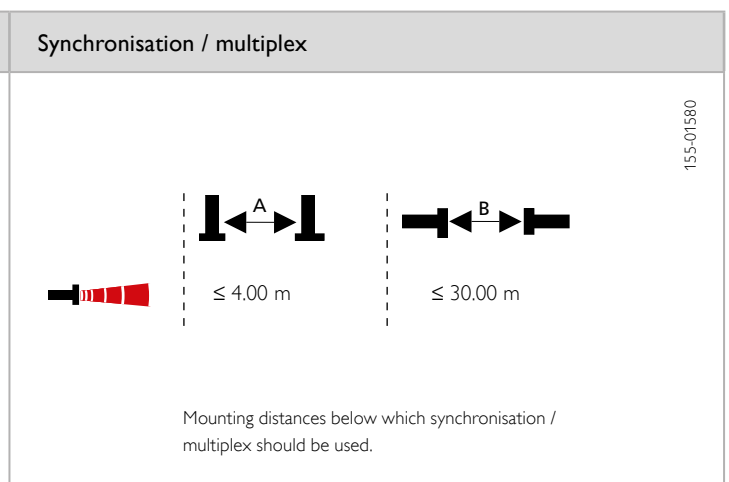 Synchronisation / multiplex
155-01580
A
B
≤ 4.00 m
≤ 30.00 m
Mounting distances below which synchronisation /
multiplex should be used.